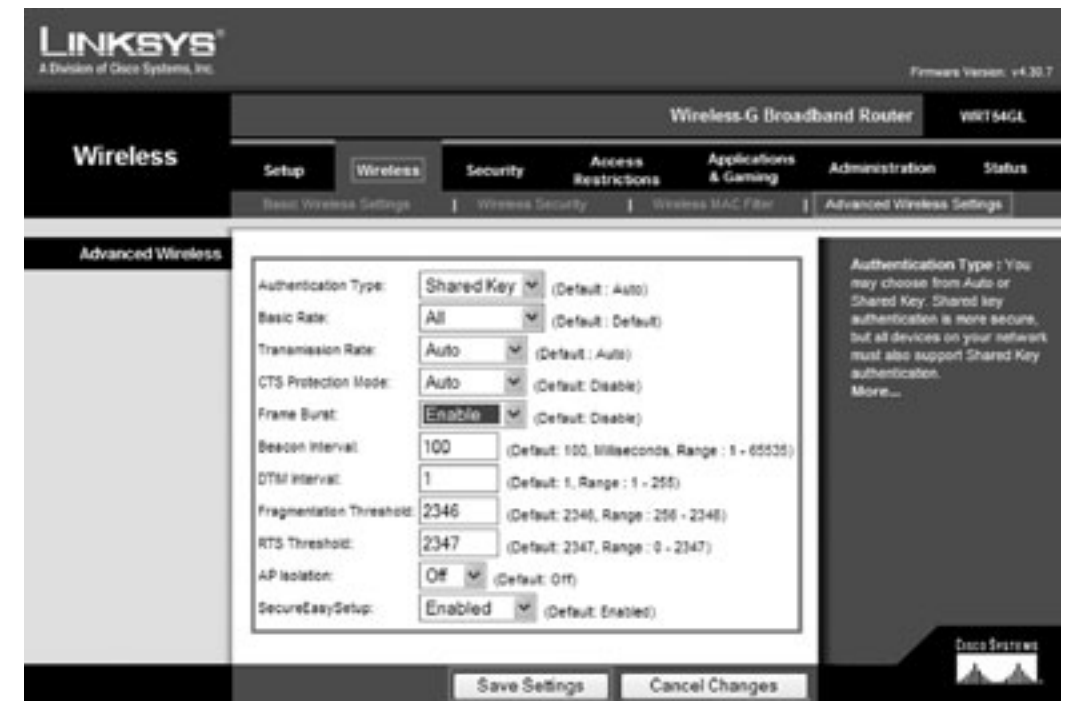 LINKSYS®
A Division of Cisco Systems, Inc.
Firmware Version: v4.30.7
Wireless-G Broadband Router WRT54GL
Wireless
Setup Wireless Security Access Restrictions Applications & Gaming Administration Status
Basic Wireless Settings | Wireless Security | Wireless MAC Filter | Advanced Wireless Settings
Advanced Wireless
Authentication Type: Shared Key (Default: Auto)
Basic Rate: All (Default: Default)
Transmission Rate: Auto (Default: Auto)
CTS Protection Mode: Auto (Default: Disable)
Frame Burst: Enable (Default: Disable)
Beacon Interval: 100 (Default: 100, Milliseconds, Range : 1 - 65535)
DTIM Interval: 1 (Default: 1, Range : 1 - 255)
Fragmentation Threshold: 2346 (Default: 2346, Range : 256 - 2346)
RTS Threshold: 2347 (Default: 2347, Range : 0 - 2347)
AP Isolation: Off (Default: Off)
SecureEasySetup: Enabled (Default: Enabled)
Authentication Type : You
may choose from Auto or
Shared Key. Shared key
authentication is more secure,
but all devices on your network
must also support Shared Key
authentication.
More...
Save Settings Cancel Changes
CISCO SYSTEMS